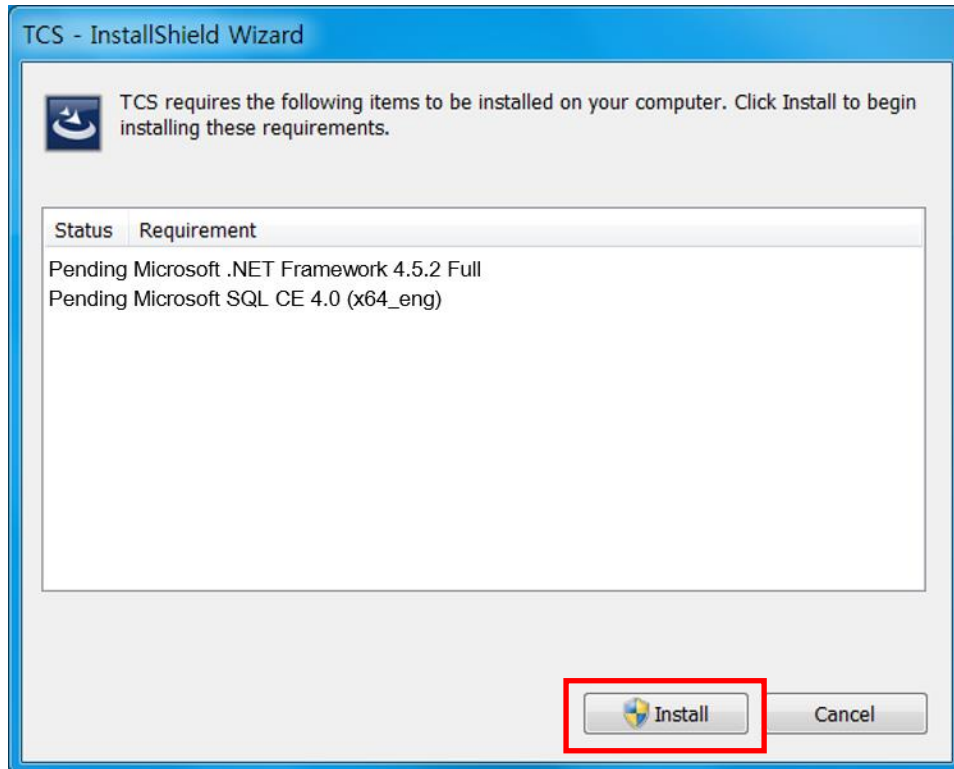 TCS - InstallShield Wizard
TCS requires the following items to be installed on your computer. Click Install to begin
installing these requirements.
Status Requirement
Pending Microsoft .NET Framework 4.5.2 Full
Pending Microsoft SQL CE 4.0 (x64_eng)
Install Cancel